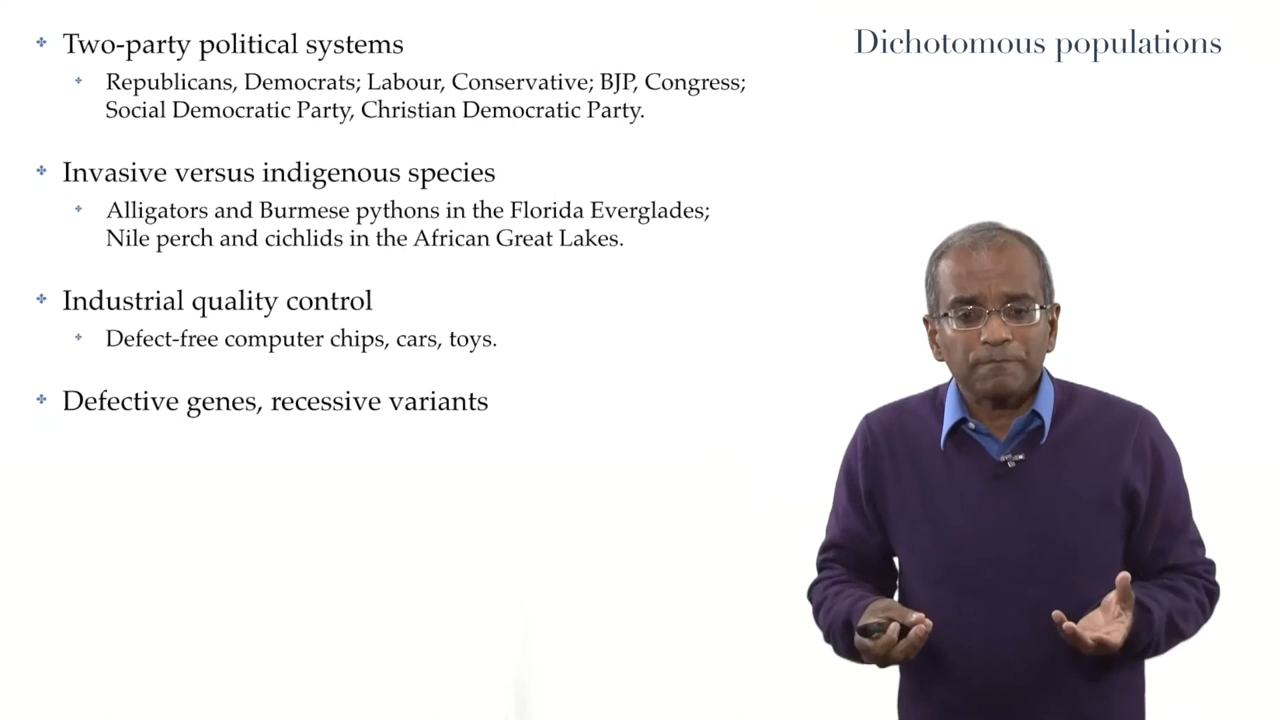 Dichotomous populations
Two-party political systems
Republicans, Democrats; Labour, Conservative; BJP, Congress;
Social Democratic Party, Christian Democratic Party.
Invasive versus indigenous species
Alligators and Burmese pythons in the Florida Everglades;
Nile perch and cichlids in the African Great Lakes.
Industrial quality control
Defect-free computer chips, cars, toys.
Defective genes, recessive variants